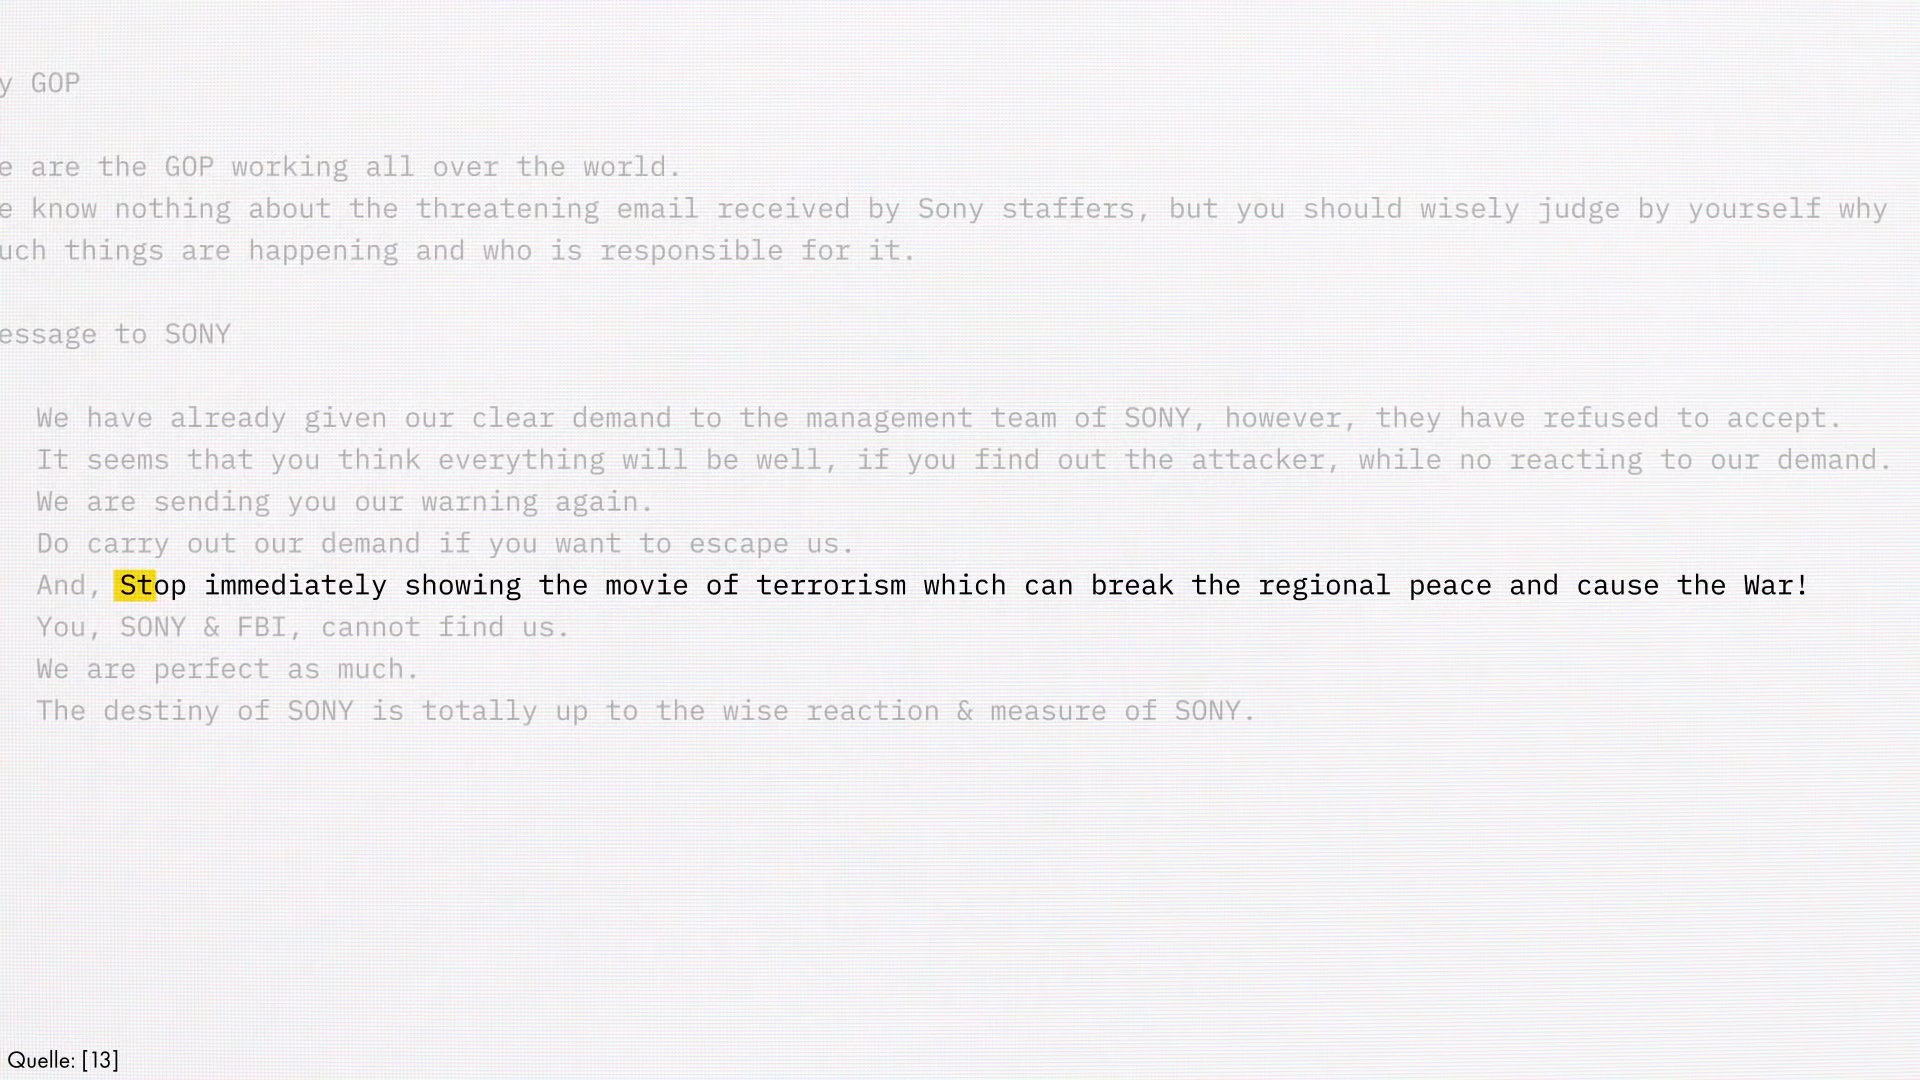 y GOP
e are the GOP working all over the world.
e know nothing about the threatening email received by Sony staffers, but you should wisely judge by yourself why
uch things are happening and who is responsible for it.
essage to SONY
We have already given our clear demand to the management team of SONY, however, they have refused to accept.
It seems that you think everything will be well, if you find out the attacker, while no reacting to our demand.
We are sending you our warning again.
Do carry out our demand if you want to escape us.
And, Stop immediately showing the movie of terrorism which can break the regional peace and cause the War!
You, SONY & FBI, cannot find us.
We are perfect as much.
The destiny of SONY is totally up to the wise reaction & measure of SONY.
Quelle: [13]